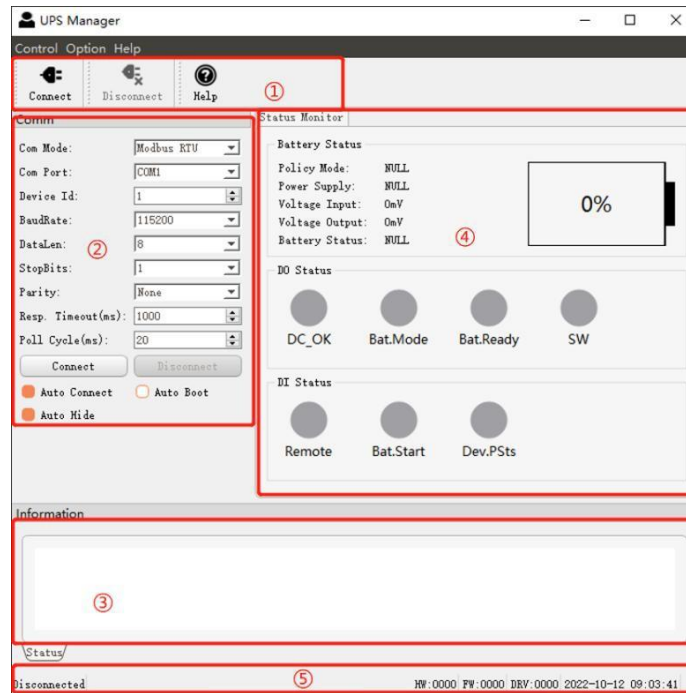 UPS Manager
Control Option Help
Connect Disconnect Help ①
Comm
Com Mode: Modbus RTU
Com Port: COM1
Device Id: 1
BaudRate: 115200
DataLen: 8
②
StopBits: 1
Parity: None
Resp. Timeout(ms): 1000
Poll Cycle(ms): 20
Connect Disconnect
Auto Connect Auto Boot
Auto Hide
Status Monitor
Battery Status
Policy Mode: NULL
Power Supply: NULL
Voltage Input: 0mV
Voltage Output: 0mV
Battery Status: NULL
④
0%
DO Status
DC_OK Bat.Mode Bat.Ready SW
DI Status
Remote Bat.Start Dev.PSts
Information
③
Status
Disconnected ⑤ HW:0000 FW:0000 DRV:0000 2022-10-12 09:03:41